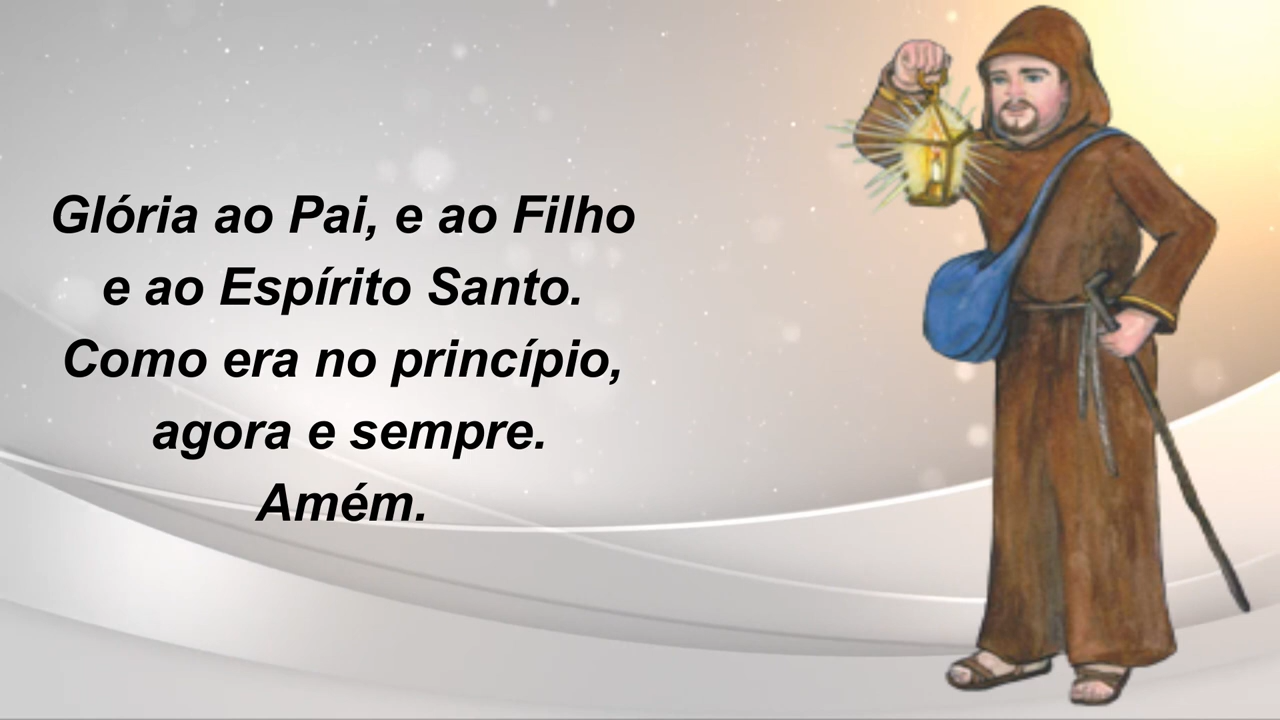 Glória ao Pai, e ao Filho
e ao Espírito Santo.
Como era no princípio,
agora e sempre.
Amém.